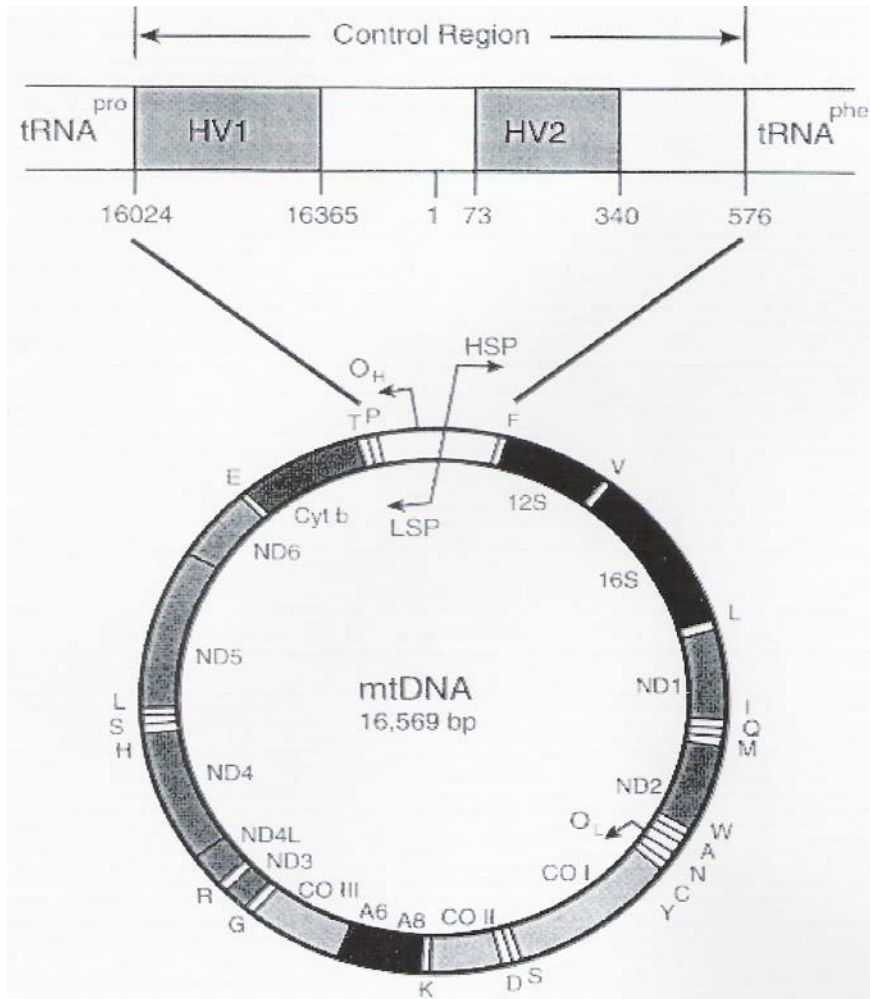 Control Region
tRNA pro HV1 HV2 tRNA phe
16024 16365 1 73 340 576
HSP
OH
T P F
E V
Cyt b LSP 12S
ND6
16S
L
ND5 ND1
mtDNA
16,569 bp
L I
S Q
H M
ND4 ND2
OL
W
A
N
C
Y
ND4L
ND3 CO I
R CO III
G A6 A8 CO II
K D S